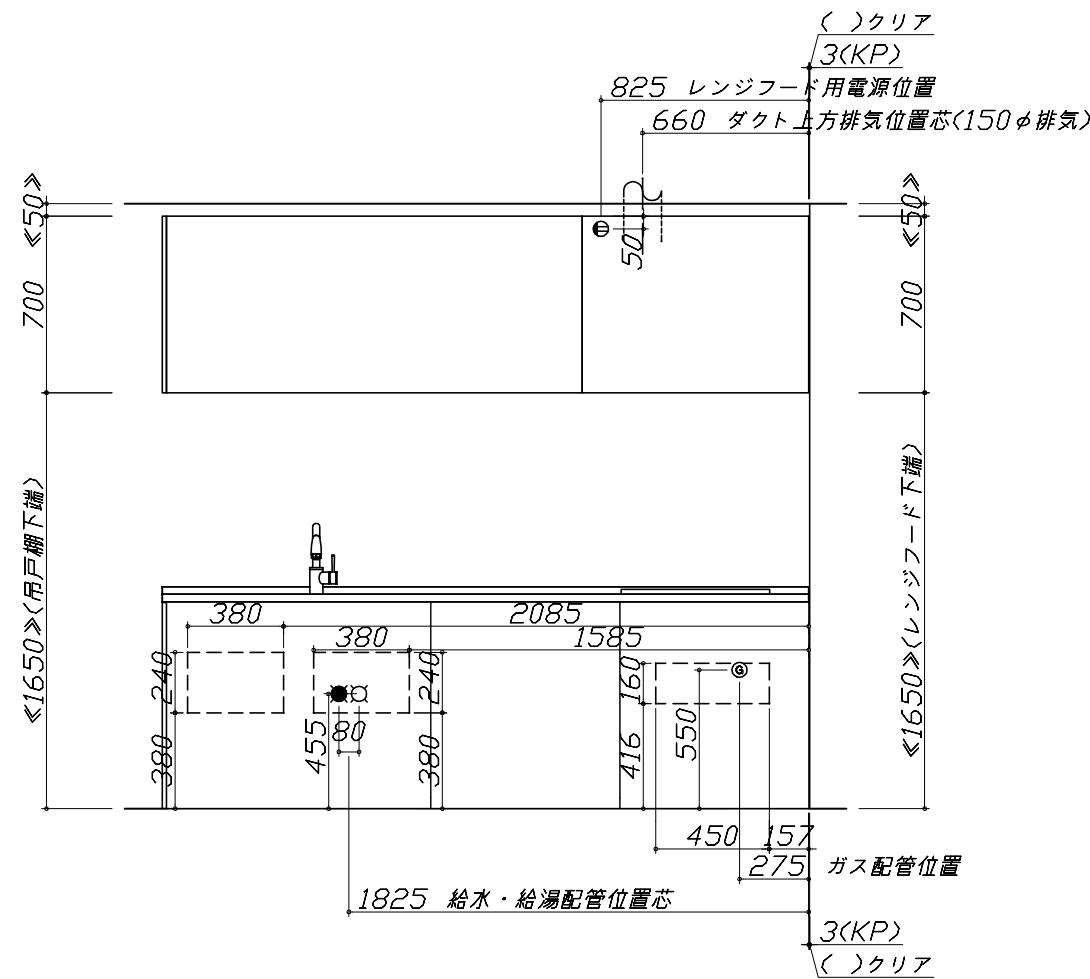 ( )クリア
3(KP)
825 レンジフード用電源位置
660 ダクト上方排気位置芯(150φ排気)
≪50≫
≪50≫
50
700
700
≪1650≫(吊戸棚下端)
≪1650≫(レンジフード下端)
380
2085
380
1585
240
240
160
G
455
80
550
380
380
416
450
157
275 ガス配管位置
1825 給水・給湯配管位置芯
3(KP)
( )クリア